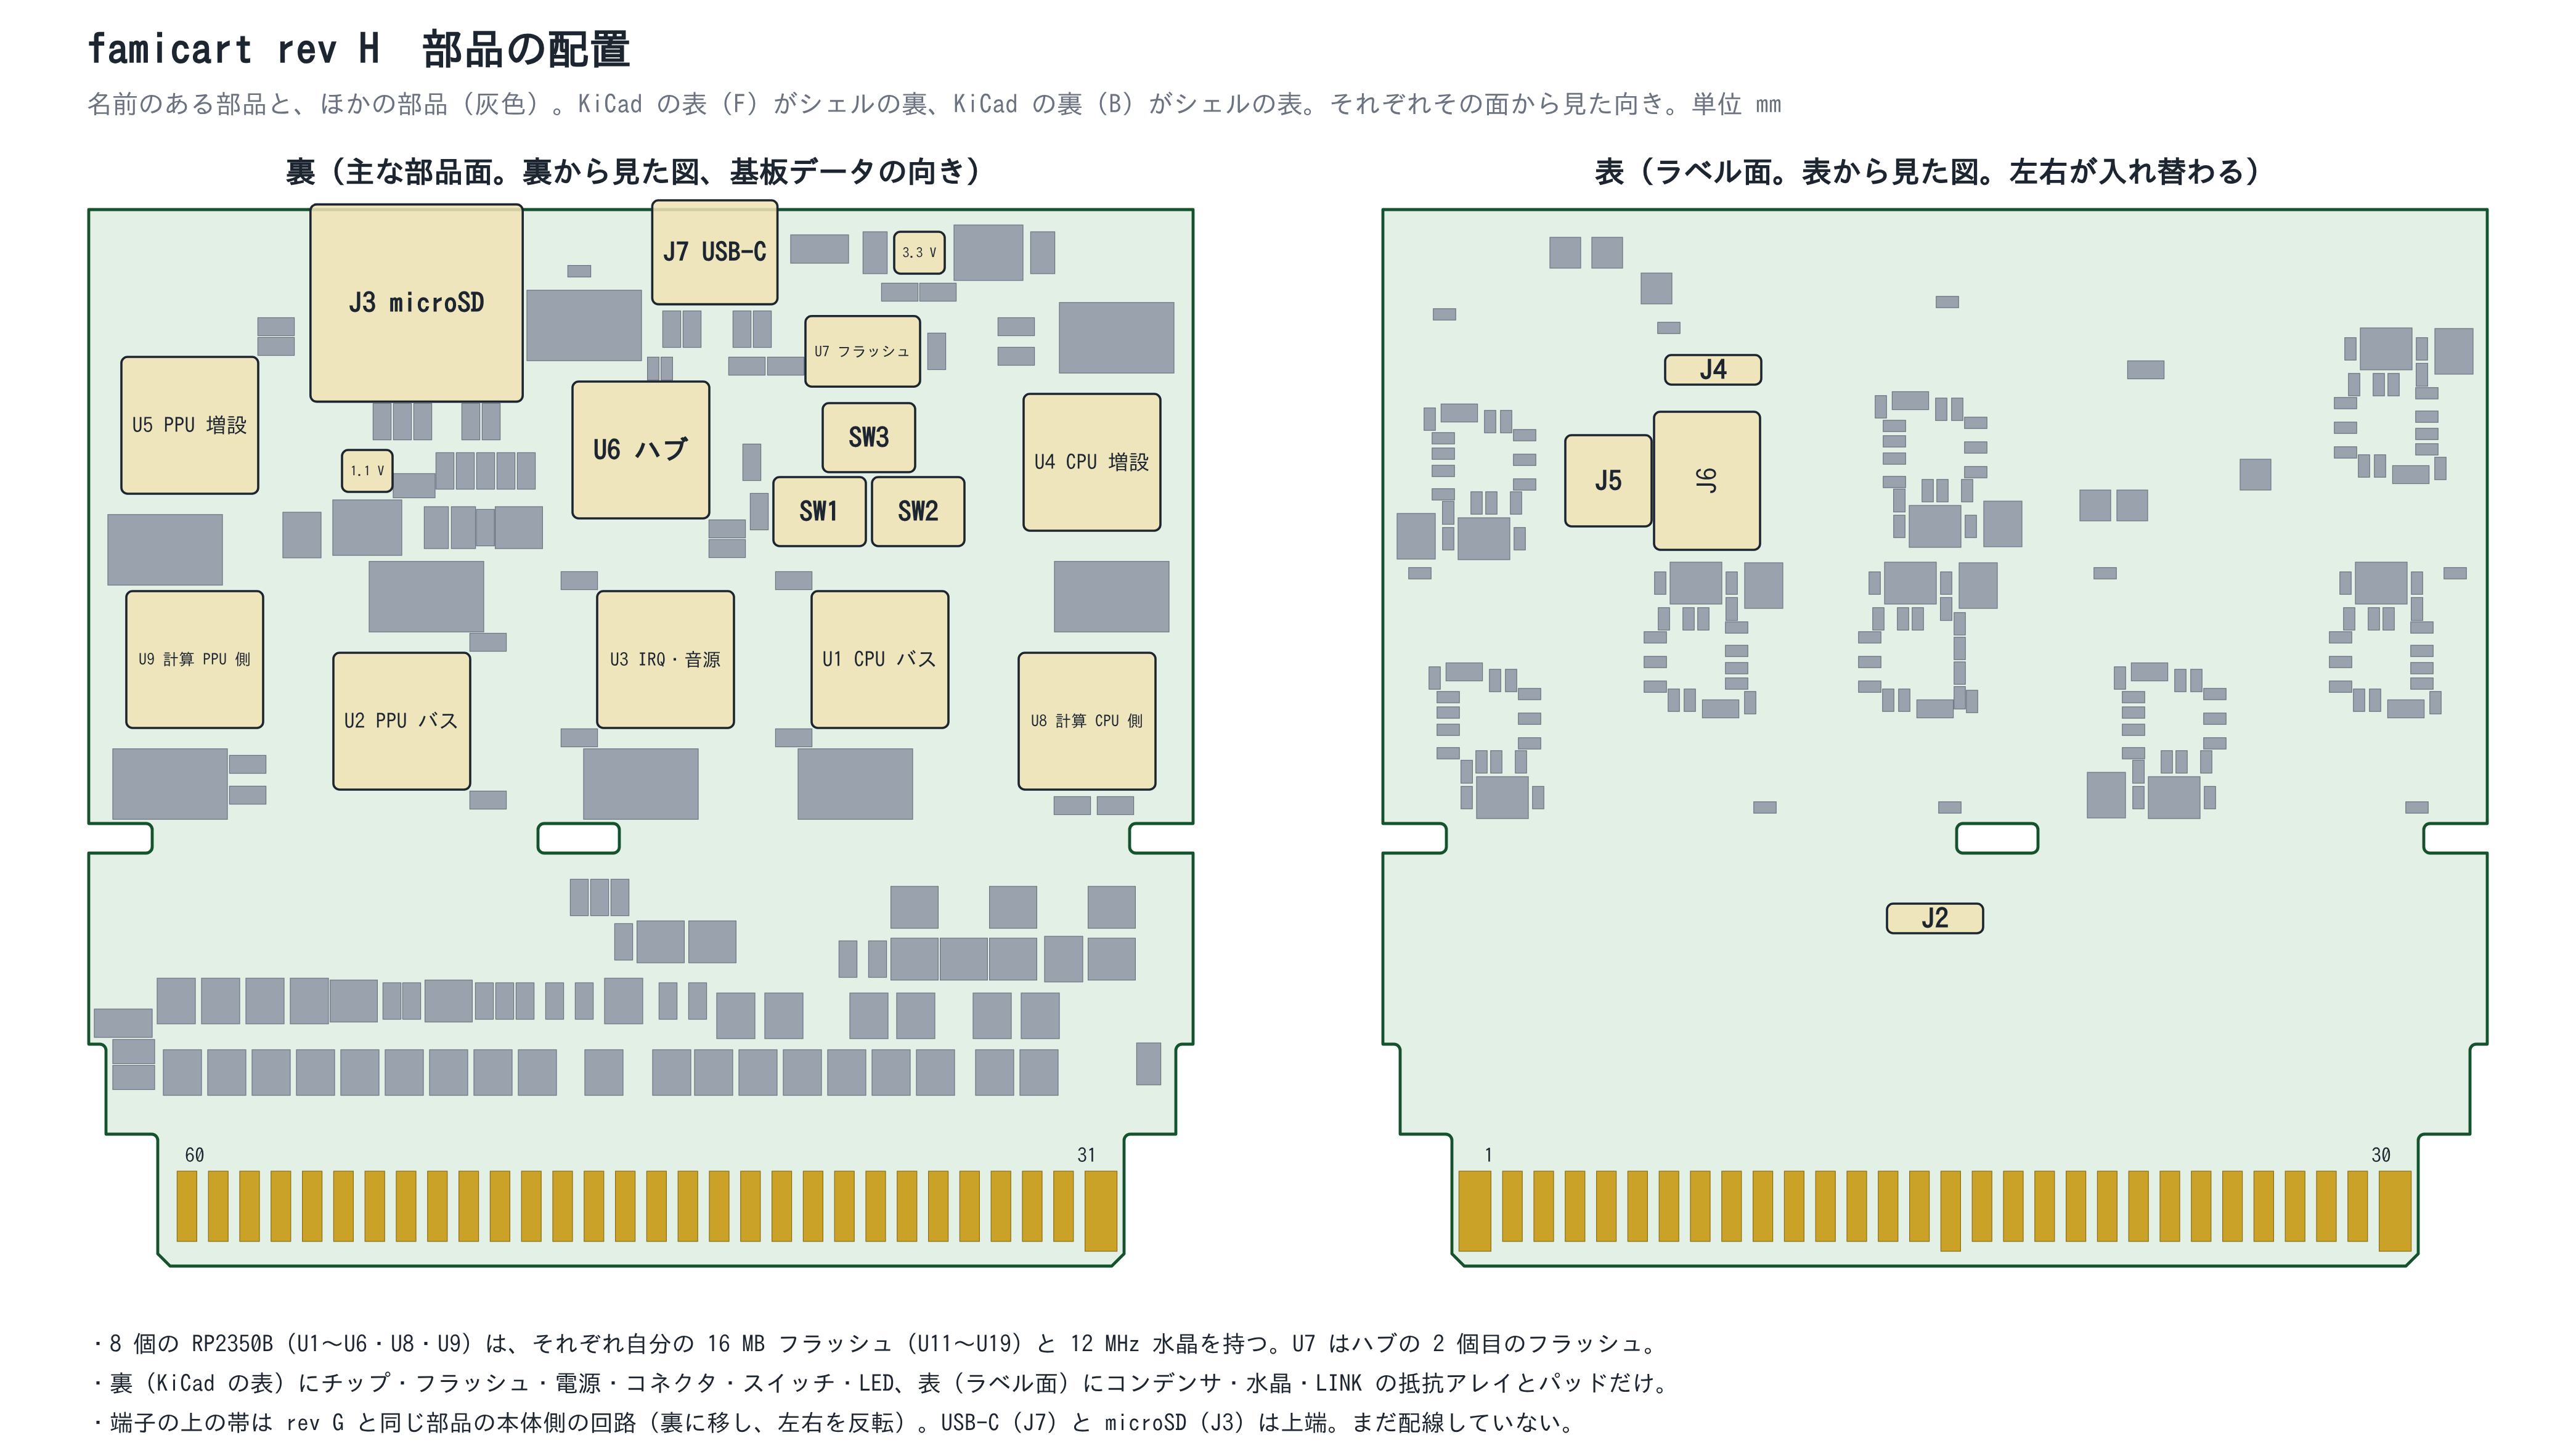 famicart rev H　部品の配置
名前のある部品と、ほかの部品（灰色）。KiCad の表（F）がシェルの裏、KiCad の裏（B）がシェルの表。それぞれその面から見た向き。単位 mm
裏（主な部品面。裏から見た図、基板データの向き）
表（ラベル面。表から見た図。左右が入れ替わる）
J3 microSD
J7 USB-C
3.3 V
U7 フラッシュ
U5 PPU 増設
U6 ハブ
SW3
U4 CPU 増設
1.1 V
SW1
SW2
U9 計算 PPU 側
U3 IRQ・音源
U1 CPU バス
U2 PPU バス
U8 計算 CPU 側
60
31
J4
J5
J6
J2
1
30
・8 個の RP2350B（U1〜U6・U8・U9）は、それぞれ自分の 16 MB フラッシュ（U11〜U19）と 12 MHz 水晶を持つ。U7 はハブの 2 個目のフラッシュ。
・裏（KiCad の表）にチップ・フラッシュ・電源・コネクタ・スイッチ・LED、表（ラベル面）にコンデンサ・水晶・LINK の抵抗アレイとパッドだけ。
・端子の上の帯は rev G と同じ部品の本体側の回路（裏に移し、左右を反転）。USB-C（J7）と microSD（J3）は上端。まだ配線していない。